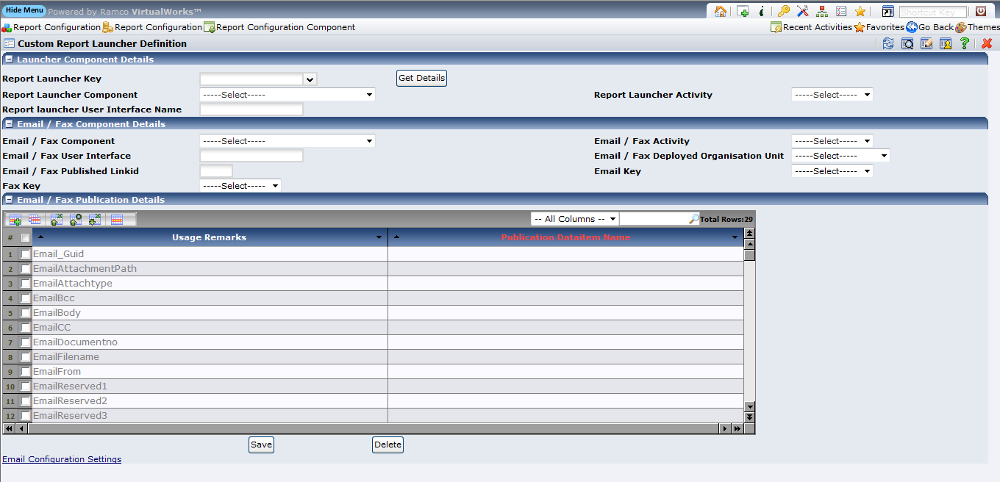 Hide Menu Powered by Ramco VirtualWorks™ Shortcut Key
Report Configuration Report Configuration Report Configuration Component Recent Activities Favorites Go Back Themes
Custom Report Launcher Definition
Launcher Component Details
Report Launcher Key Get Details
Report Launcher Component -----Select----- Report Launcher Activity -----Select-----
Report launcher User Interface Name
Email / Fax Component Details
Email / Fax Component -----Select----- Email / Fax Activity -----Select-----
Email / Fax User Interface Email / Fax Deployed Organisation Unit -----Select-----
Email / Fax Published Linkid Email Key -----Select-----
Fax Key -----Select-----
Email / Fax Publication Details
-- All Columns -- Total Rows:29
# Usage Remarks Publication Dataitem Name
1 Email_Guid
2 EmailAttachmentPath
3 EmailAttachtype
4 EmailBcc
5 EmailBody
6 EmailCC
7 EmailDocumentno
8 EmailFilename
9 EmailFrom
10 EmailReserved1
11 EmailReserved2
12 EmailReserved3
Save Delete
Email Configuration Settings